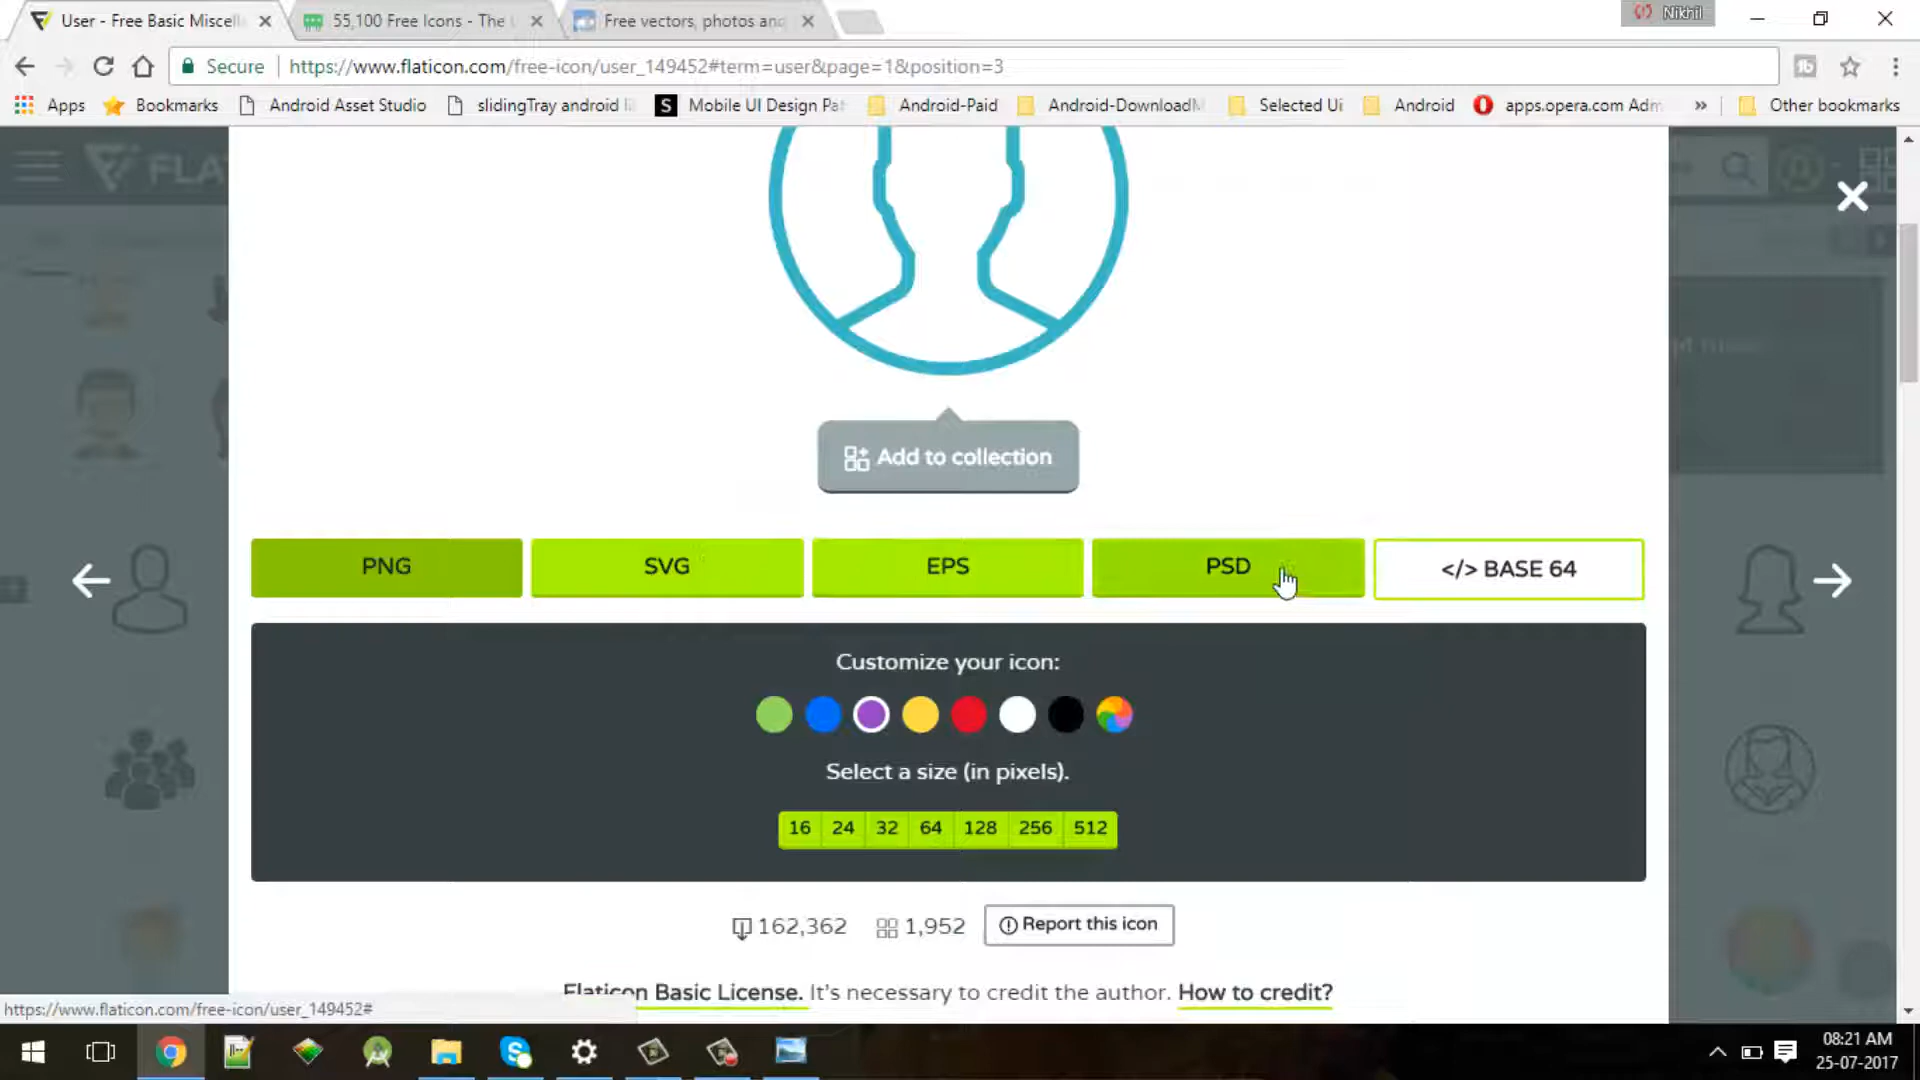 User - Free Basic Miscell
55,100 Free Icons - The
Free vectors, photos and
Nikhil
Secure
https://www.flaticon.com/free-icon/user_149452#term=user&page=1&position=3
Apps
Bookmarks
Android Asset Studio
slidingTray android
S
Mobile UI Design Pat
Android-Paid
Android-DownloadM
Selected Ui
Android
apps.opera.com Adm
»
Other bookmarks
FLA
Add to collection
PNG
SVG
EPS
PSD
</> BASE 64
Customize your icon:
Select a size (in pixels).
16 24 32 64 128 256 512
162,362
1,952
Report this icon
Flaticon Basic License. It's necessary to credit the author. How to credit?
https://www.flaticon.com/free-icon/user_149452#
08:21 AM
25-07-2017